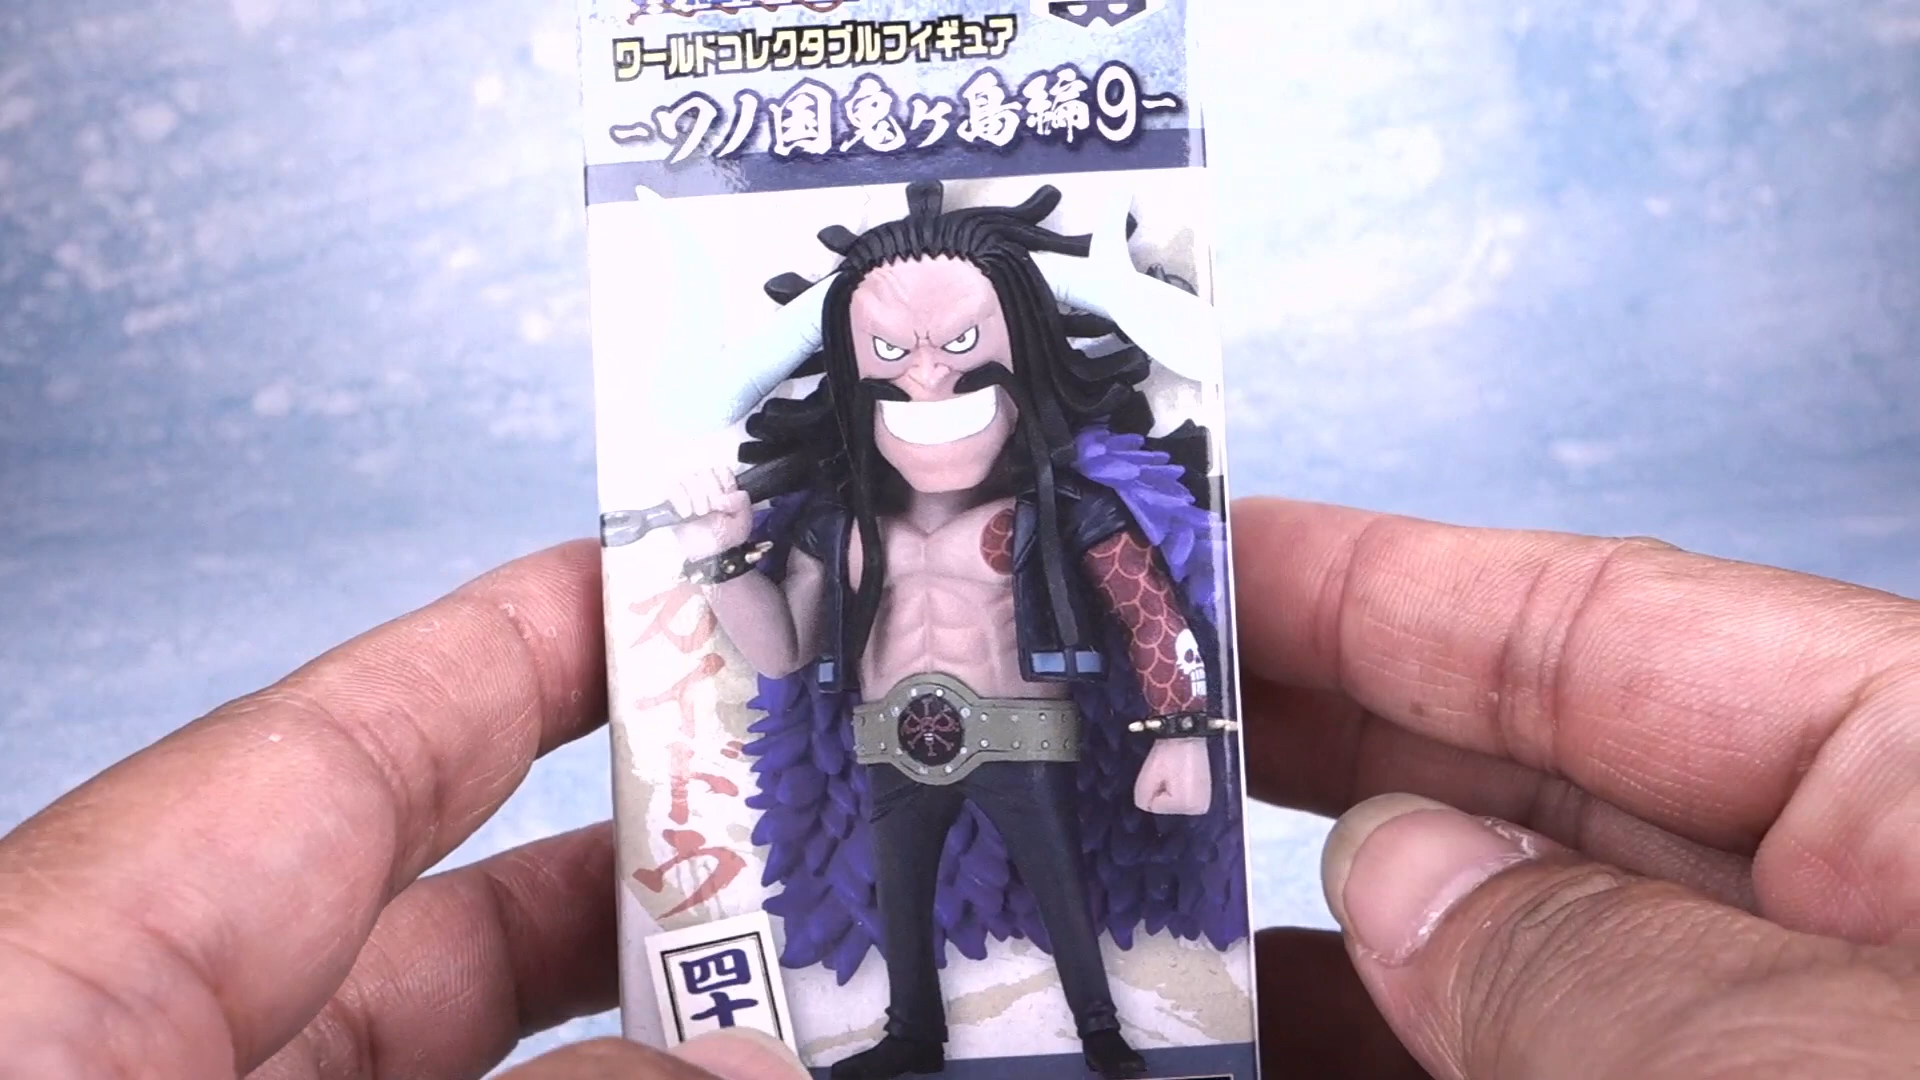 ワールドコレクタブルフィギュア
-ワノ国鬼ヶ島編9-
カイドウ
四十